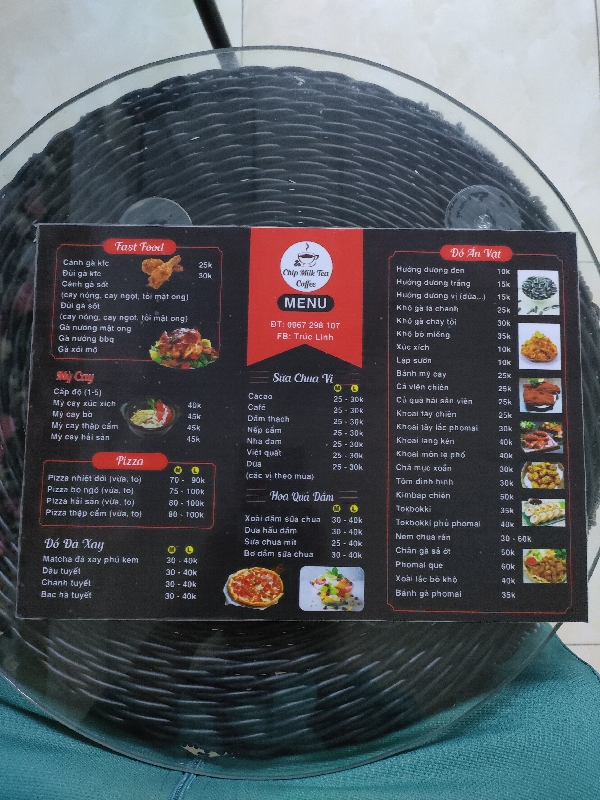 Fast Food
Cánh gà kfc 25k
Đùi gà kfc 30k
Cánh gà sốt
(cay nóng, cay ngọt, tỏi mật ong)
Đùi gà sốt
(cay nóng, cay ngọt, tỏi mật ong)
Gà nướng mật ong
Gà nướng bbq
Gà xối mỡ
Mỳ Cay
Cấp độ (1-5)
Mỳ cay xúc xích 40k
Mỳ cay bò 45k
Mỳ cay thập cẩm 45k
Mỳ cay hải sản 45k
Pizza
M L
Pizza nhiệt đới (vừa, to) 70 - 90k
Pizza bò ngô (vừa, to) 75 - 100k
Pizza hải sản (vừa, to) 80 - 100k
Pizza thập cẩm (vừa, to) 80 - 100k
Đồ Đá Xay
M L
Matcha đá xay phủ kem 30 - 40k
Dâu tuyết 30 - 40k
Chanh tuyết 30 - 40k
Bạc hà tuyết 30 - 40k
Chip Milk Tea
Coffee
MENU
ĐT: 0967 298 107
FB: Trúc Linh
Sữa Chua Vị
M L
Cacao 25 - 30k
Café 25 - 30k
Dầm thạch 25 - 30k
Nếp cẩm 25 - 30k
Nha đam 25 - 30k
Việt quất 25 - 30k
Dừa 25 - 30k
(các vị theo mùa)
Hoa Quả Dầm
M L
Xoài dầm sữa chua 30 - 40k
Dưa hấu dầm 30 - 40k
Sữa chua mít 25 - 40k
Bơ dầm sữa chua 30 - 40k
Đồ Ăn Vặt
Hướng dương đen 10k
Hướng dương trắng 15k
Hướng dương vị (dừa,..) 15k
Khô gà lá chanh 25k
Khô gà cháy tỏi 30k
Khô bò miếng 35k
Xúc xích 10k
Lạp sườn 10k
Bánh mỳ cay 25k
Cá viên chiên 25k
Củ quả hải sản viên 25k
Khoai tây chiên 25k
Khoai tây lắc phomai 30k
Khoai lang kén 40k
Khoai môn lệ phố 40k
Chả mực xoắn 30k
Tôm đính hinh 30k
Kimbap chiên 50k
Tokbokki 35k
Tokbokki phủ phomai 40k
Nem chua rán 30 - 60k
Chân gà sả ớt 50k
Phomai que 60k
Xoài lắc bò khô 40k
Bánh gà phomai 35k